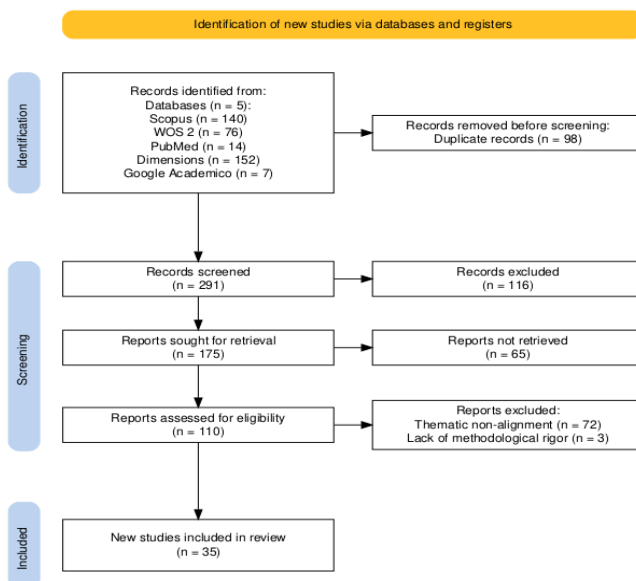 Identification of new studies via databases and registers
Identification
Records identified from:
Databases (n = 5):
Scopus (n = 140)
WOS 2 (n = 76)
PubMed (n = 14)
Dimensions (n = 152)
Google Academico (n = 7)
Records removed before screening:
Duplicate records (n = 98)
Screening
Records screened
(n = 291)
Records excluded
(n = 116)
Reports sought for retrieval
(n = 175)
Reports not retrieved
(n = 65)
Reports assessed for eligibility
(n = 110)
Reports excluded:
Thematic non-alignment (n = 72)
Lack of methodological rigor (n = 3)
Included
New studies included in review
(n = 35)